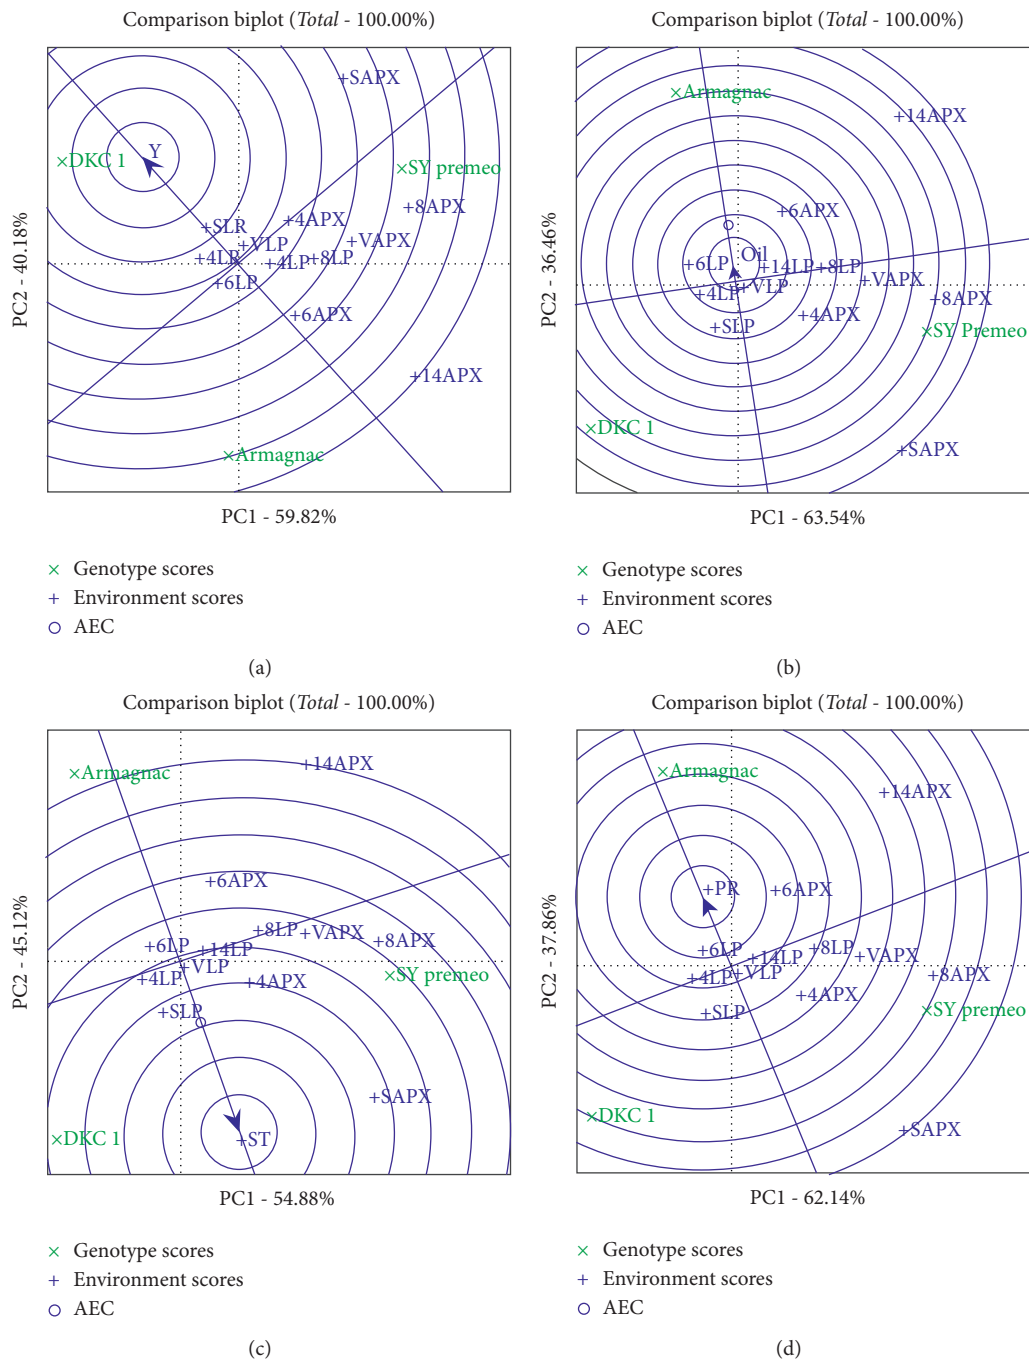 Comparison biplot (Total - 100.00%)
+SAPX
Y
×DKC 1
×SY premeo
+8APX
+4APX
+SLR
+VLP
+VAPX
+4LR
+4LP
+8LP
+6LP
+6APX
+14APX
×Armagnac
PC2 - 40.18%
PC1 - 59.82%
× Genotype scores
+ Environment scores
AEC
(a)
Comparison biplot (Total - 100.00%)
×Armagnac
+14APX
+6APX
Oil
+6LP
+14LP
+8LP
+VAPX
+VLP
+4LP
+8APX
+4APX
+SLP
×SY Premeo
×DKC 1
+SAPX
PC2 - 36.46%
PC1 - 63.54%
× Genotype scores
+ Environment scores
AEC
(b)
Comparison biplot (Total - 100.00%)
+14APX
×Armagnac
+6APX
+8LP
+VAPX
+8APX
+6LP
+14LP
+VLP
×SY premeo
+4LP
+4APX
+SLP
+SAPX
×DKC 1
+ST
PC2 - 45.12%
PC1 - 54.88%
× Genotype scores
+ Environment scores
AEC
(c)
Comparison biplot (Total - 100.00%)
×Armagnac
+14APX
+PR
+6APX
+6LP
+8LP
+14LP
+VAPX
+VLP
+4LP
+8APX
+4APX
+SLP
×SY premeo
×DKC 1
+SAPX
PC2 - 37.86%
PC1 - 62.14%
× Genotype scores
+ Environment scores
AEC
(d)